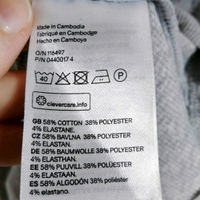 Made in Cambodia
Fabriqué en Cambodge
Hecho en Camboya
O/N 116497
P/N 0440017 4
40
P
clevercare.info
GB 58% COTTON 38% POLYESTER
4% ELASTANE.
CZ 58% BAVLNA 38% POLYESTER
4% ELASTAN.
DE 58% BAUMWOLLE 38% POLYESTER
4% ELASTHAN.
EE 58% PUUVILL 38% POLÜESTER
4% ELASTAAN.
ES 58% ALGODÓN 38% poliéster
4% elastano.